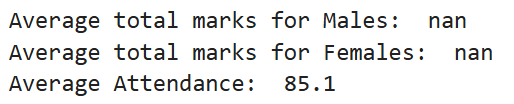 Average total marks for Males:  nan
Average total marks for Females:  nan
Average Attendance:  85.1